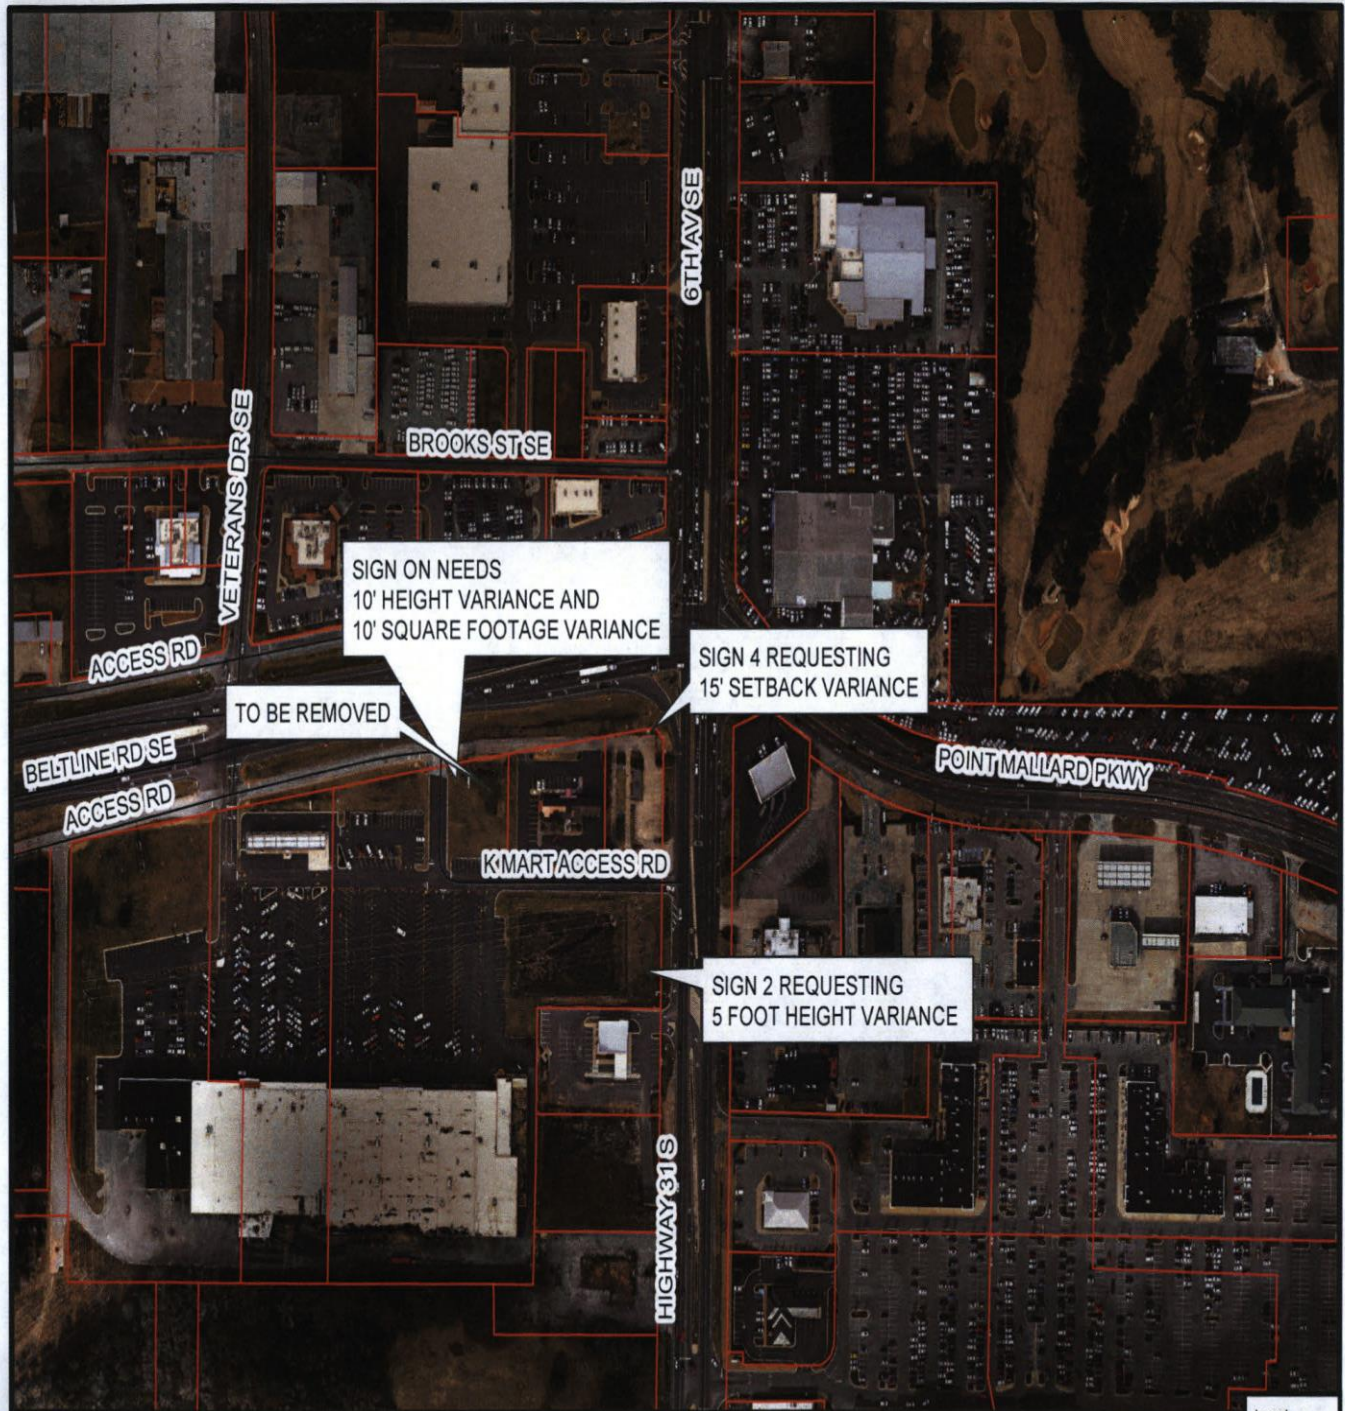 6TH AV SE
VETERANS DR SE
BROOKS ST SE
SIGN ON NEEDS
10' HEIGHT VARIANCE AND
10' SQUARE FOOTAGE VARIANCE
ACCESS RD
SIGN 4 REQUESTING
15' SETBACK VARIANCE
TO BE REMOVED
BELTLINE RD SE
ACCESS RD
POINT MALLARD PKWY
K MART ACCESS RD
SIGN 2 REQUESTING
5 FOOT HEIGHT VARIANCE
HIGHWAY 31 S